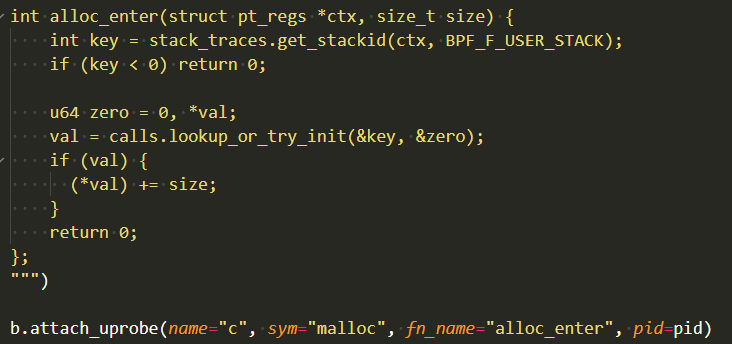 int alloc_enter(struct pt_regs *ctx, size_t size) {
    int key = stack_traces.get_stackid(ctx, BPF_F_USER_STACK);
    if (key < 0) return 0;

    u64 zero = 0, *val;
    val = calls.lookup_or_try_init(&key, &zero);
    if (val) {
      (*val) += size;
    }
    return 0;
};
""")

b.attach_uprobe(name="c", sym="malloc", fn_name="alloc_enter", pid=pid)